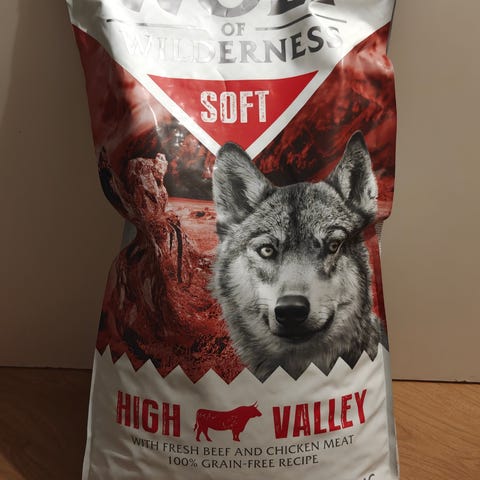 OF
WILDERNESS
SOFT
HIGH VALLEY
WITH FRESH BEEF AND CHICKEN MEAT
100% GRAIN-FREE RECIPE